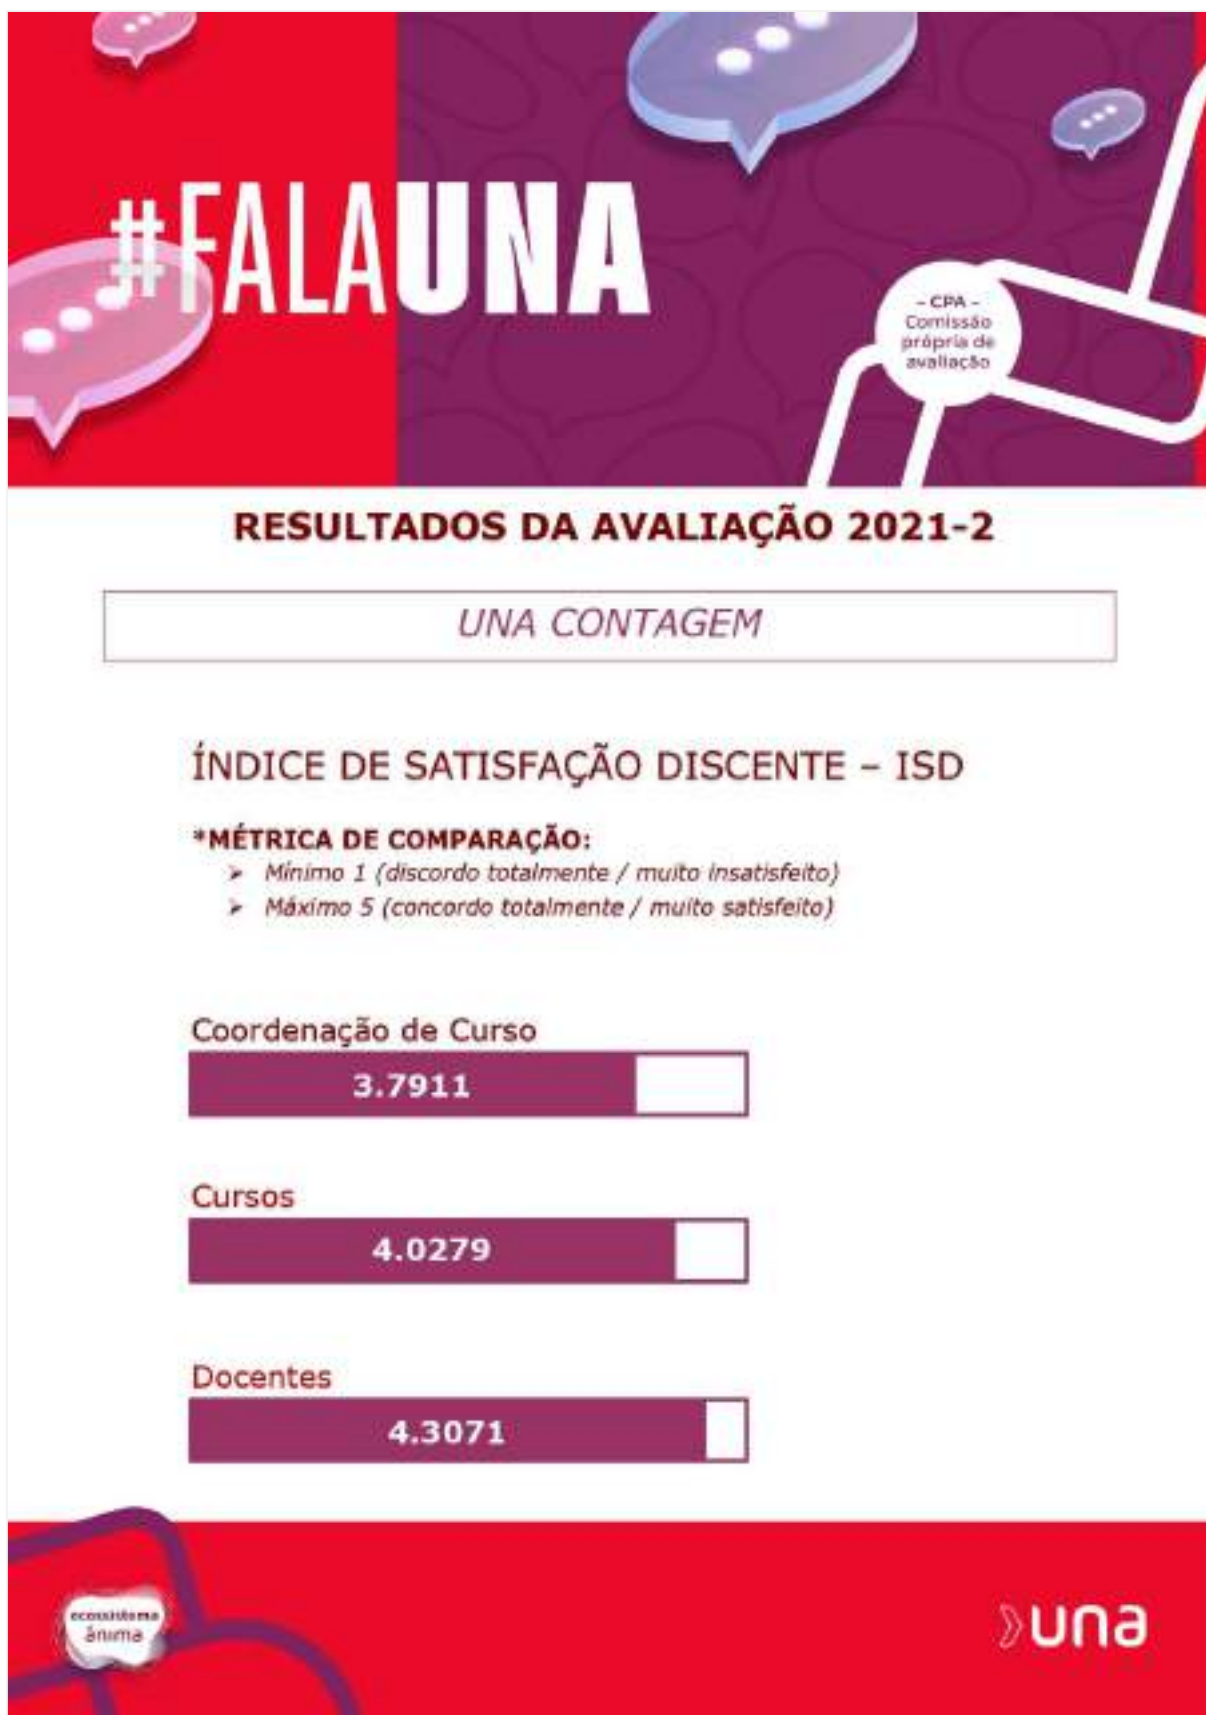 #FALAUNA
- CPA -
Comissão
própria de
avaliação
RESULTADOS DA AVALIAÇÃO 2021-2
UNA CONTAGEM
ÍNDICE DE SATISFAÇÃO DISCENTE – ISD
*MÉTRICA DE COMPARAÇÃO:
➢ Mínimo 1 (discordo totalmente / muito insatisfeito)
➢ Máximo 5 (concordo totalmente / muito satisfeito)
Coordenação de Curso
3.7911
Cursos
4.0279
Docentes
4.3071
ecossistema
ânima
una